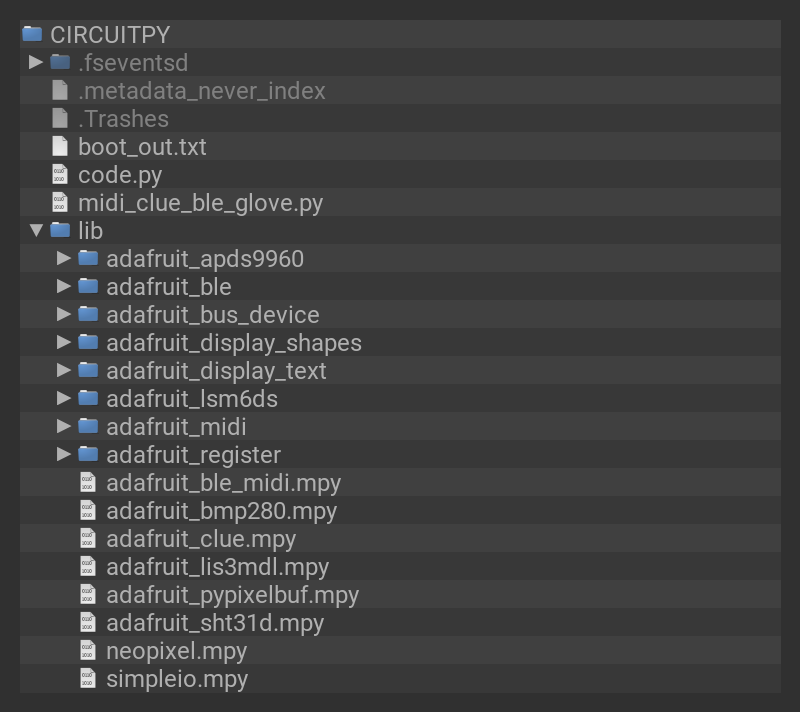 CIRCUITPY
.fseventsd
.metadata_never_index
.Trashes
boot_out.txt
code.py
midi_clue_ble_glove.py
lib
adafruit_apds9960
adafruit_ble
adafruit_bus_device
adafruit_display_shapes
adafruit_display_text
adafruit_lsm6ds
adafruit_midi
adafruit_register
adafruit_ble_midi.mpy
adafruit_bmp280.mpy
adafruit_clue.mpy
adafruit_lis3mdl.mpy
adafruit_pypixelbuf.mpy
adafruit_sht31d.mpy
neopixel.mpy
simpleio.mpy